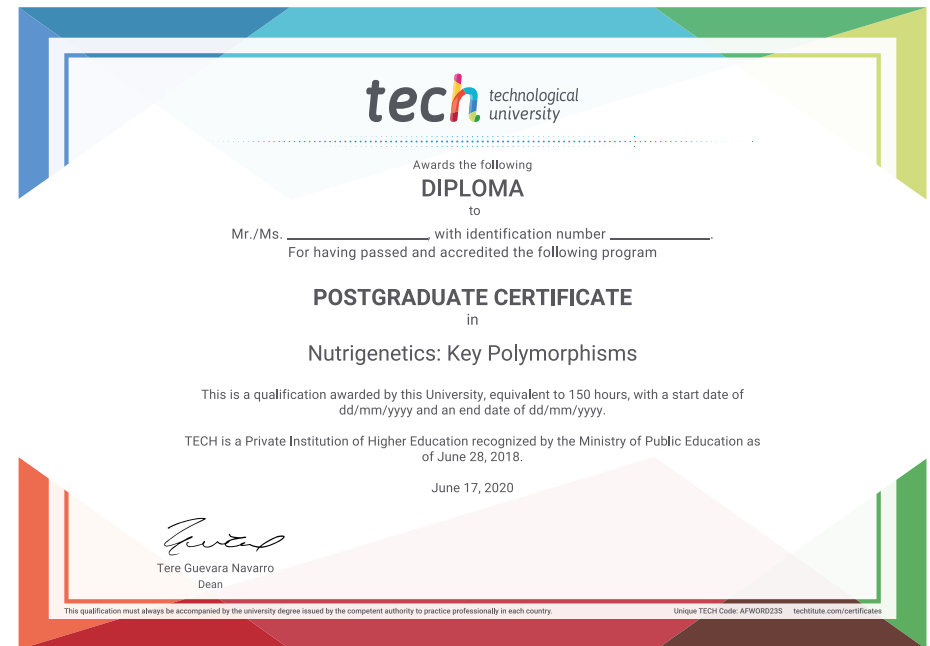 tech technological
university
Awards the following
DIPLOMA
to
Mr./Ms. ____________________, with identification number ______________.
For having passed and accredited the following program
POSTGRADUATE CERTIFICATE
in
Nutrigenetics: Key Polymorphisms
This is a qualification awarded by this University, equivalent to 150 hours, with a start date of
dd/mm/yyyy and an end date of dd/mm/yyyy.
TECH is a Private Institution of Higher Education recognized by the Ministry of Public Education as
of June 28, 2018.
June 17, 2020
Tere Guevara Navarro
Dean
This qualification must always be accompanied by the university degree issued by the competent authority to practice professionally in each country.
Unique TECH Code: AFWORD23S techtitute.com/certificates